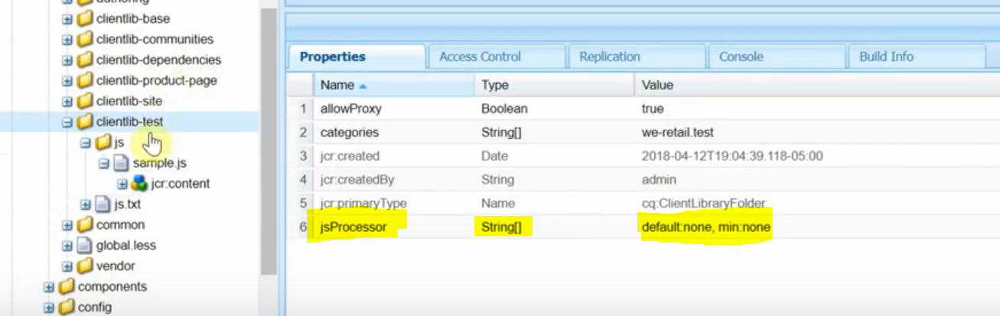 authoring
clientlib-base
clientlib-communities
clientlib-dependencies
clientlib-product-page
clientlib-site
clientlib-test
js
sample.js
jcr:content
js.txt
common
global.less
vendor
components
config
Properties Access Control Replication Console Build Info
Name Type Value
1 allowProxy Boolean true
2 categories String[] we-retail.test
3 jcr:created Date 2018-04-12T19:04:39.118-05:00
4 jcr:createdBy String admin
5 jcr:primaryType Name cq:ClientLibraryFolder
6 jsProcessor String[] default:none, min:none